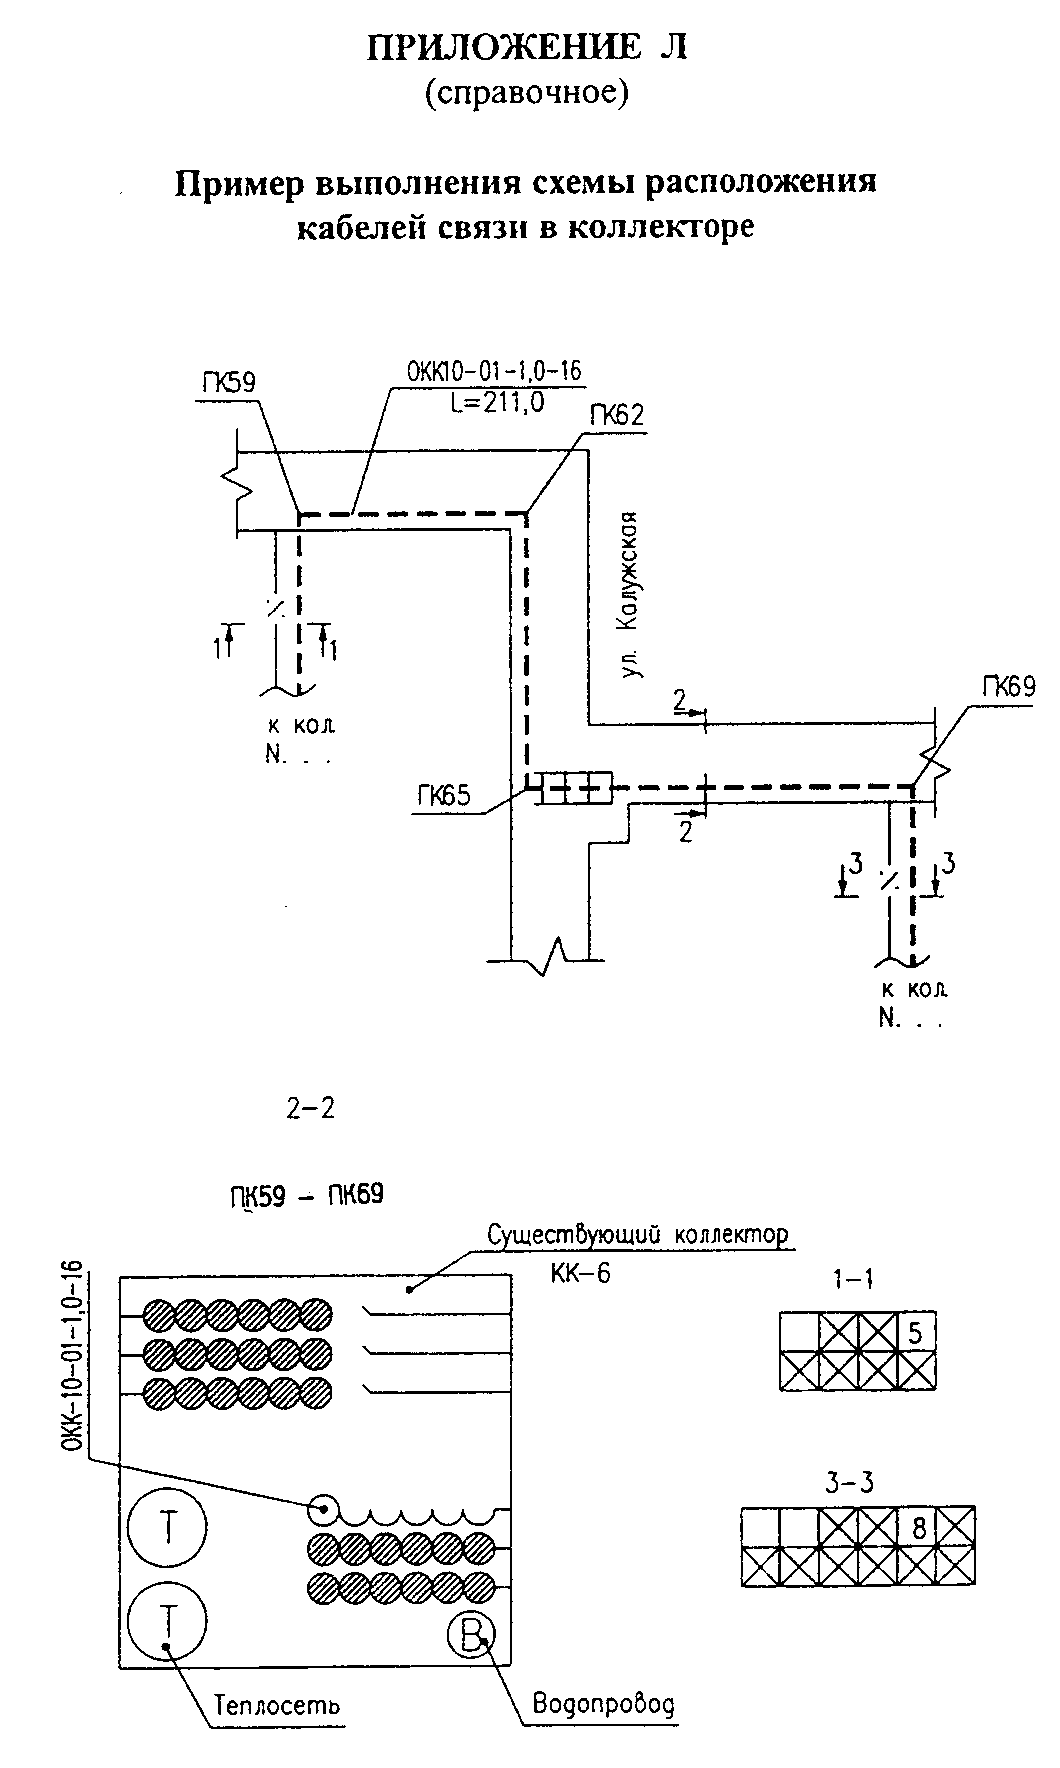 ПРИЛОЖЕНИЕ Л
(справочное)
Пример выполнения схемы расположения
кабелей связи в коллекторе
ПК59
ОКК10-01-1,0-16
L=211,0
ПК62
ул. Калужская
1
1
к кол.
N. . .
2
ПК69
ПК65
2
3
3
к кол.
N. . .
2-2
ПК59 - ПК69
Существующий коллектор
КК-6
ОКК-10-01-1,0-16
1-1
5
3-3
8
Т
Т
В
Теплосеть
Водопровод